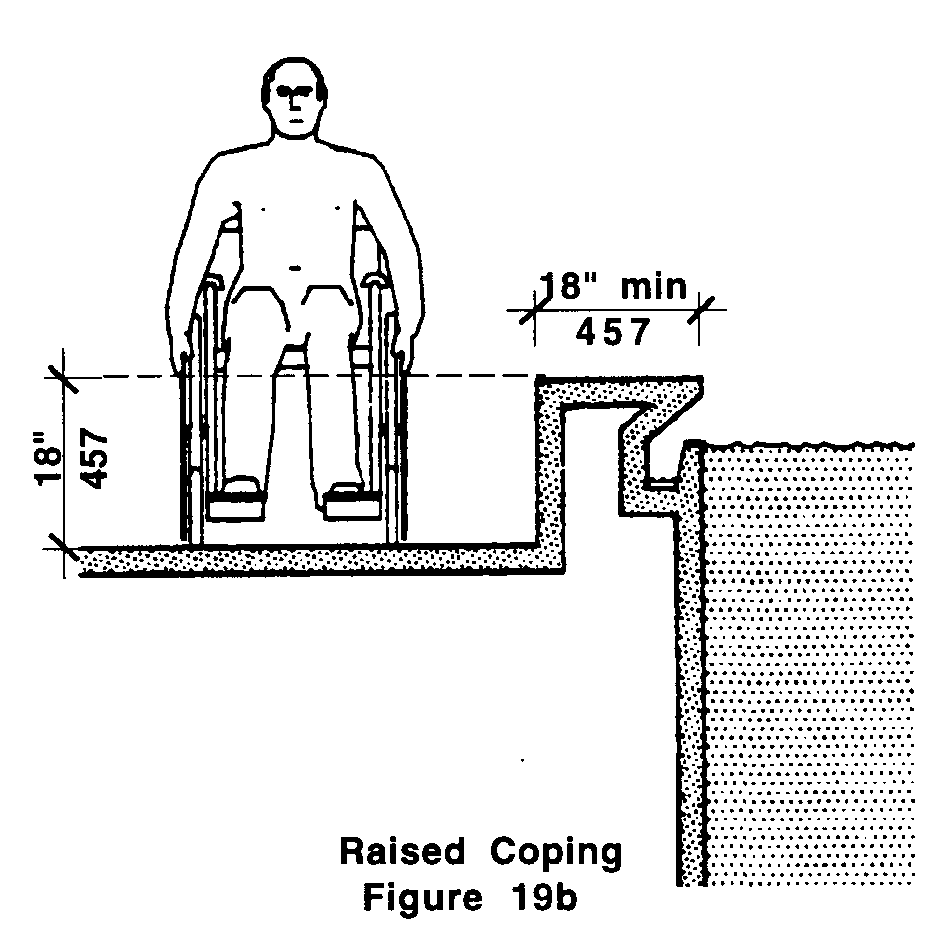 18" min
457
18"
457
Raised Coping
Figure 19b